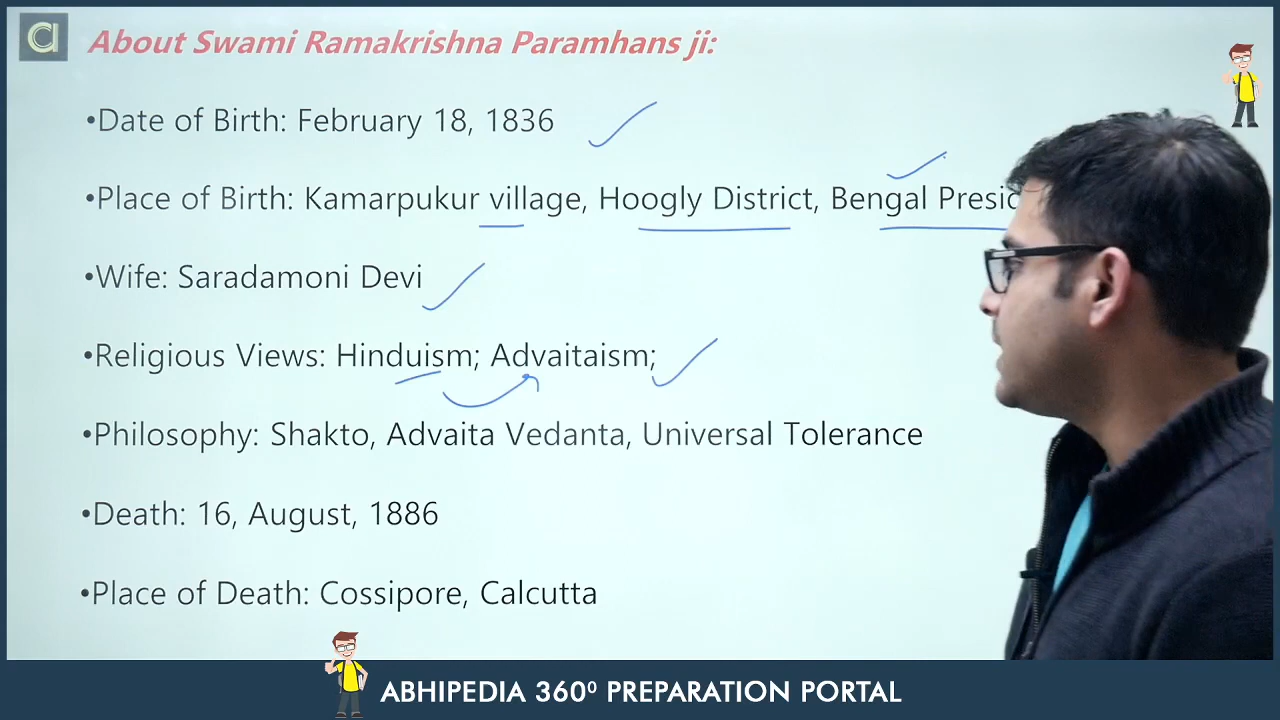 About Swami Ramakrishna Paramhans ji:
•Date of Birth: February 18, 1836
•Place of Birth: Kamarpukur village, Hoogly District, Bengal
•Wife: Saradamoni Devi
•Religious Views: Hinduism; Advaitaism;
•Philosophy: Shakto, Advaita Vedanta, Universal Tolerance
•Death: 16, August, 1886
•Place of Death: Cossipore, Calcutta
ABHIPEDIA 360⁰ PREPARATION PORTAL